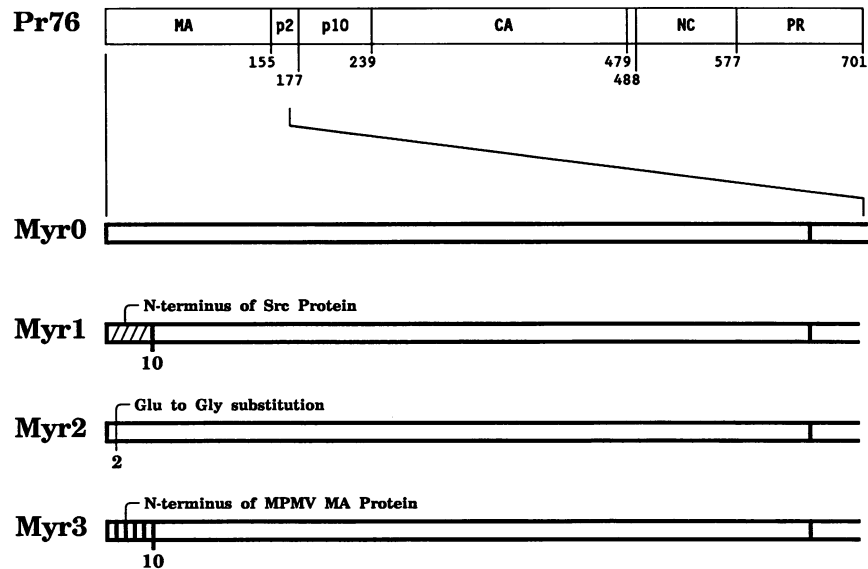 Pr76 MA p2 p10 CA NC PR
155 239 479 577 701
177 488
Myr0
N-terminus of Src Protein
Myr1
10
Glu to Gly substitution
Myr2
2
N-terminus of MPMV MA Protein
Myr3
10